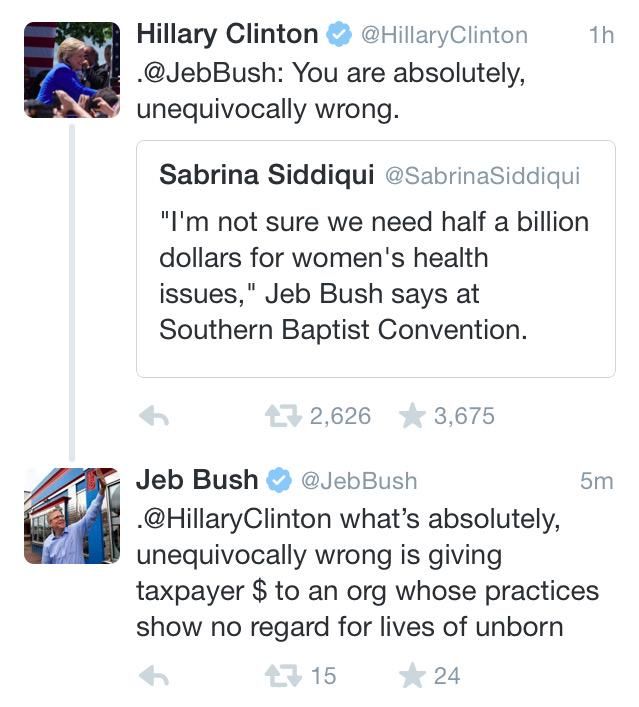 Hillary Clinton @HillaryClinton 1h
.@JebBush: You are absolutely,
unequivocally wrong.
Sabrina Siddiqui @SabrinaSiddiqui
"I'm not sure we need half a billion
dollars for women's health
issues," Jeb Bush says at
Southern Baptist Convention.
2,626 3,675
Jeb Bush @JebBush 5m
.@HillaryClinton what’s absolutely,
unequivocally wrong is giving
taxpayer $ to an org whose practices
show no regard for lives of unborn
15 24